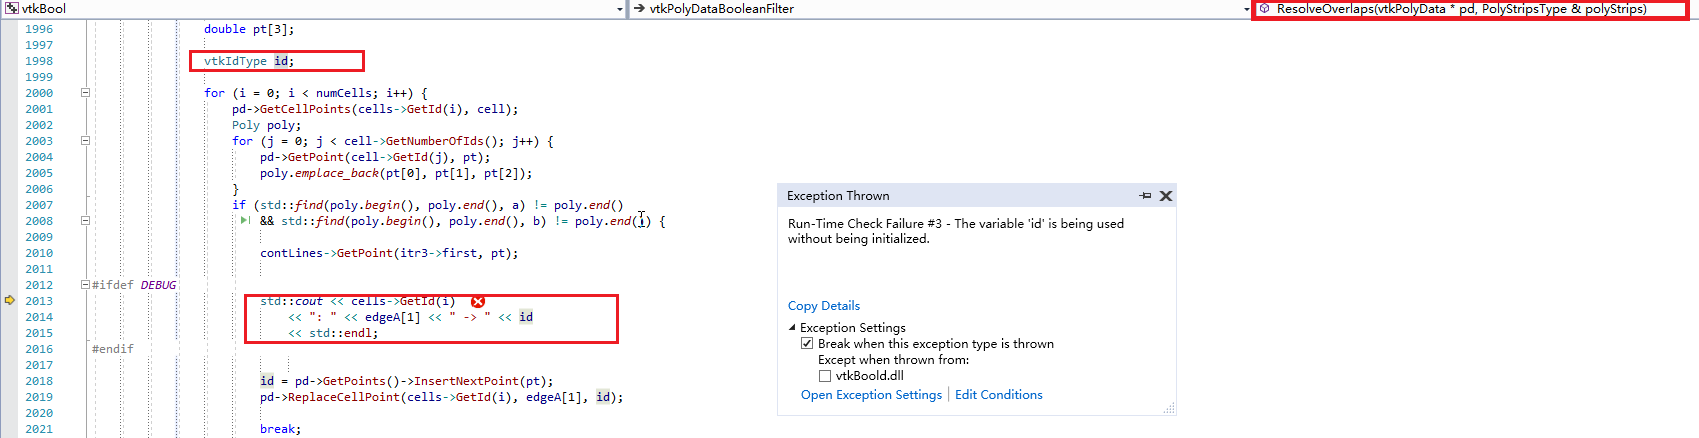 vtkBool
vtkPolyDataBooleanFilter
ResolveOverlaps(vtkPolyData * pd, PolyStripsType & polyStrips)
1996 double pt[3];
1997
1998 vtkIdType id;
1999
2000 for (i = 0; i < numCells; i++) {
2001 pd->GetCellPoints(cells->GetId(i), cell);
2002 Poly poly;
2003 for (j = 0; j < cell->GetNumberOfIds(); j++) {
2004 pd->GetPoint(cell->GetId(j), pt);
2005 poly.emplace_back(pt[0], pt[1], pt[2]);
2006 }
2007 if (std::find(poly.begin(), poly.end(), a) != poly.end()
2008 && std::find(poly.begin(), poly.end(), b) != poly.end()) {
2009
2010 contLines->GetPoint(itr3->first, pt);
2011
2012 #ifdef DEBUG
2013 std::cout << cells->GetId(i)
2014 << ": " << edgeA[1] << " -> " << id
2015 << std::endl;
2016 #endif
2017
2018 id = pd->GetPoints()->InsertNextPoint(pt);
2019 pd->ReplaceCellPoint(cells->GetId(i), edgeA[1], id);
2020
2021 break;
Exception Thrown
Run-Time Check Failure #3 - The variable 'id' is being used
without being initialized.
Copy Details
Exception Settings
Break when this exception type is thrown
Except when thrown from:
vtkBoold.dll
Open Exception Settings | Edit Conditions